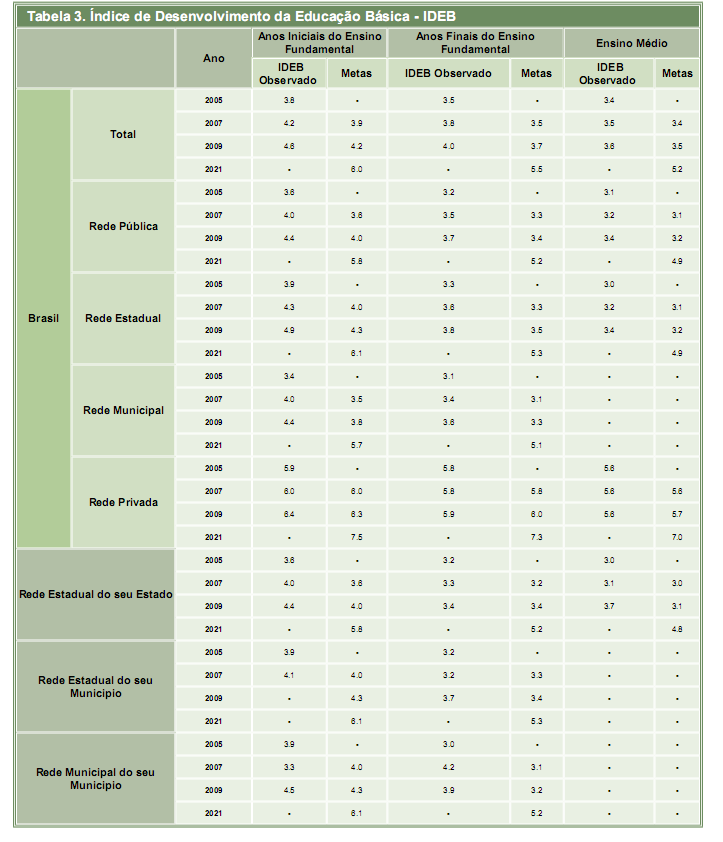 Tabela 3. Índice de Desenvolvimento da Educação Básica - IDEB
Ano
Anos Iniciais do Ensino Fundamental
Anos Finais do Ensino Fundamental
Ensino Médio
IDEB Observado Metas IDEB Observado Metas IDEB Observado Metas
Brasil
Total
2005 3.8 - 3.5 - 3.4 -
2007 4.2 3.9 3.8 3.5 3.5 3.4
2009 4.6 4.2 4.0 3.7 3.6 3.5
2021 - 6.0 - 5.5 - 5.2
Rede Pública
2005 3.6 - 3.2 - 3.1 -
2007 4.0 3.6 3.5 3.3 3.2 3.1
2009 4.4 4.0 3.7 3.4 3.4 3.2
2021 - 5.8 - 5.2 - 4.9
Rede Estadual
2005 3.9 - 3.3 - 3.0 -
2007 4.3 4.0 3.6 3.3 3.2 3.1
2009 4.9 4.3 3.8 3.5 3.4 3.2
2021 - 6.1 - 5.3 - 4.9
Rede Municipal
2005 3.4 - 3.1 - - -
2007 4.0 3.5 3.4 3.1 - -
2009 4.4 3.8 3.6 3.3 - -
2021 - 5.7 - 5.1 - -
Rede Privada
2005 5.9 - 5.8 - 5.6 -
2007 6.0 6.0 5.8 5.8 5.6 5.6
2009 6.4 6.3 5.9 6.0 5.6 5.7
2021 - 7.5 - 7.3 - 7.0
Rede Estadual do seu Estado
2005 3.6 - 3.2 - 3.0 -
2007 4.0 3.6 3.3 3.2 3.1 3.0
2009 4.4 4.0 3.4 3.4 3.7 3.1
2021 - 5.8 - 5.2 - 4.8
Rede Estadual do seu
Municipio
2005 3.9 - 3.2 - - -
2007 4.1 4.0 3.2 3.3 - -
2009 - 4.3 3.7 3.4 - -
2021 - 6.1 - 5.3 - -
Rede Municipal do seu
Municipio
2005 3.9 - 3.0 - - -
2007 3.3 4.0 4.2 3.1 - -
2009 4.5 4.3 3.9 3.2 - -
2021 - 6.1 - 5.2 - -